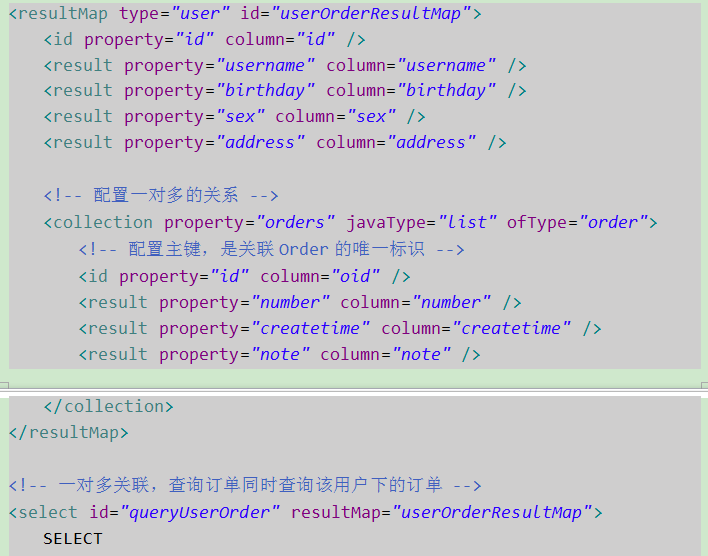 <resultMap type="user" id="userOrderResultMap">
<id property="id" column="id" />
<result property="username" column="username" />
<result property="birthday" column="birthday" />
<result property="sex" column="sex" />
<result property="address" column="address" />
<!-- 配置一对多的关系 -->
<collection property="orders" javaType="list" ofType="order">
<!-- 配置主键，是关联 Order 的唯一标识 -->
<id property="id" column="oid" />
<result property="number" column="number" />
<result property="createtime" column="createtime" />
<result property="note" column="note" />
</collection>
</resultMap>
<!-- 一对多关联，查询订单同时查询该用户下的订单 -->
<select id="queryUserOrder" resultMap="userOrderResultMap">
SELECT